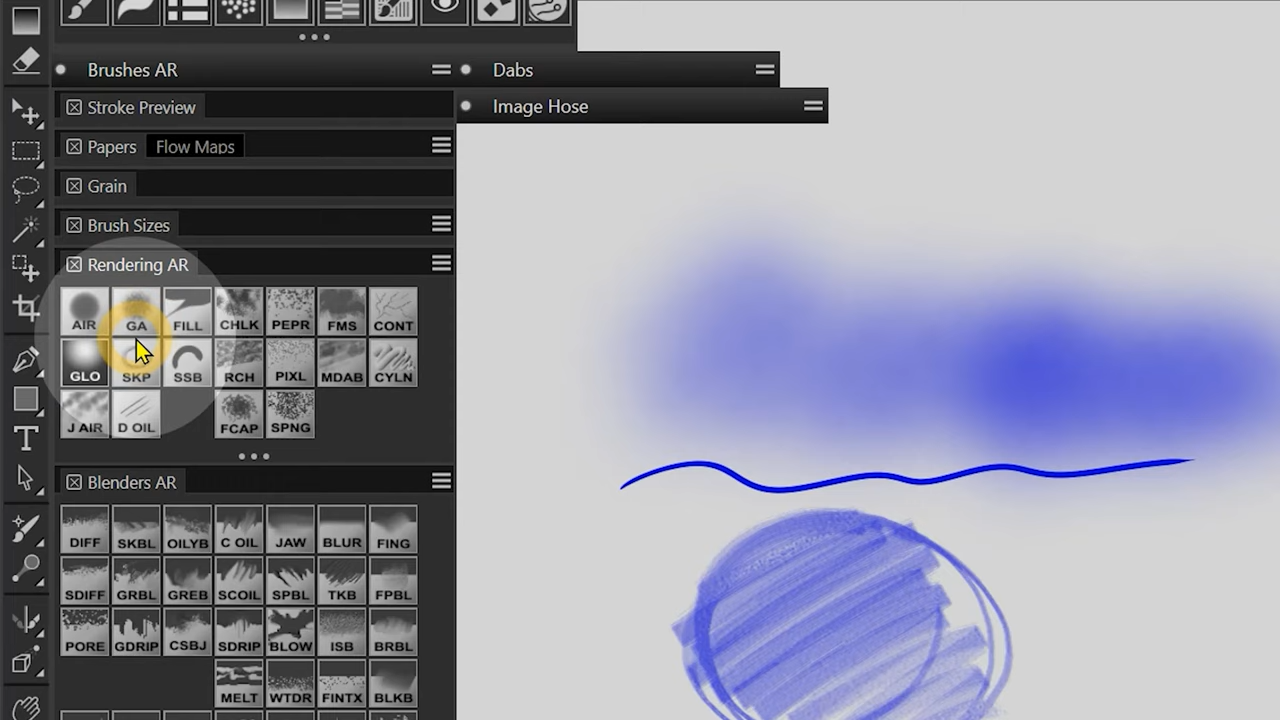 Brushes AR
Dabs
Stroke Preview
Image Hose
Papers Flow Maps
Grain
Brush Sizes
Rendering AR
AIR GA FILL CHLK PEPR FMS CONT
GLO SKP SSB RCH PIXL MDAB CYLN
J AIR D OIL FCAP SPNG
Blenders AR
DIFF SKBL OILYB C OIL JAW BLUR FING
SDIFF GRBL GREB SCOIL SPBL TKB FPBL
PORE GDRIP CSBJ SDRIP BLOW ISB BRBL
MELT WTDR FINTX BLKB